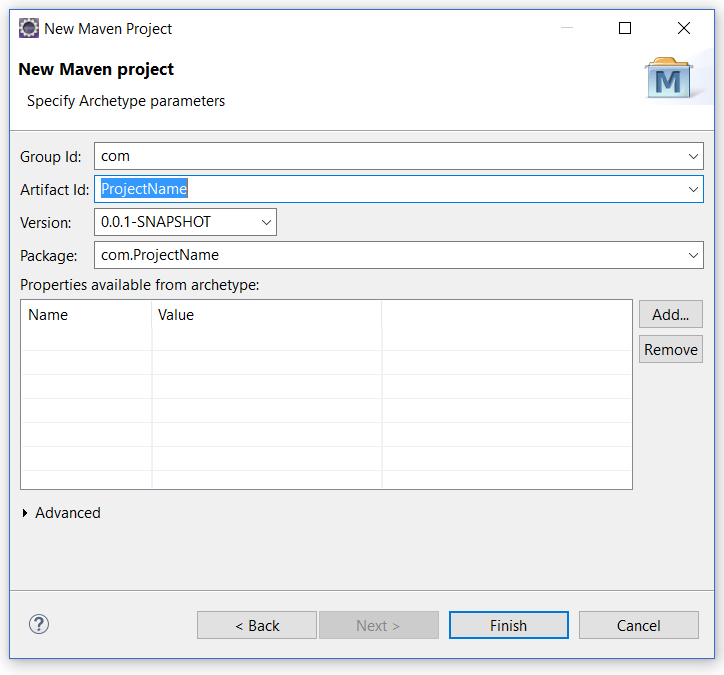 New Maven Project
New Maven project
M
Specify Archetype parameters
Group Id: com
Artifact Id: ProjectName
Version: 0.0.1-SNAPSHOT
Package: com.ProjectName
Properties available from archetype:
Name Value
Add...
Remove
Advanced
? < Back Next > Finish Cancel